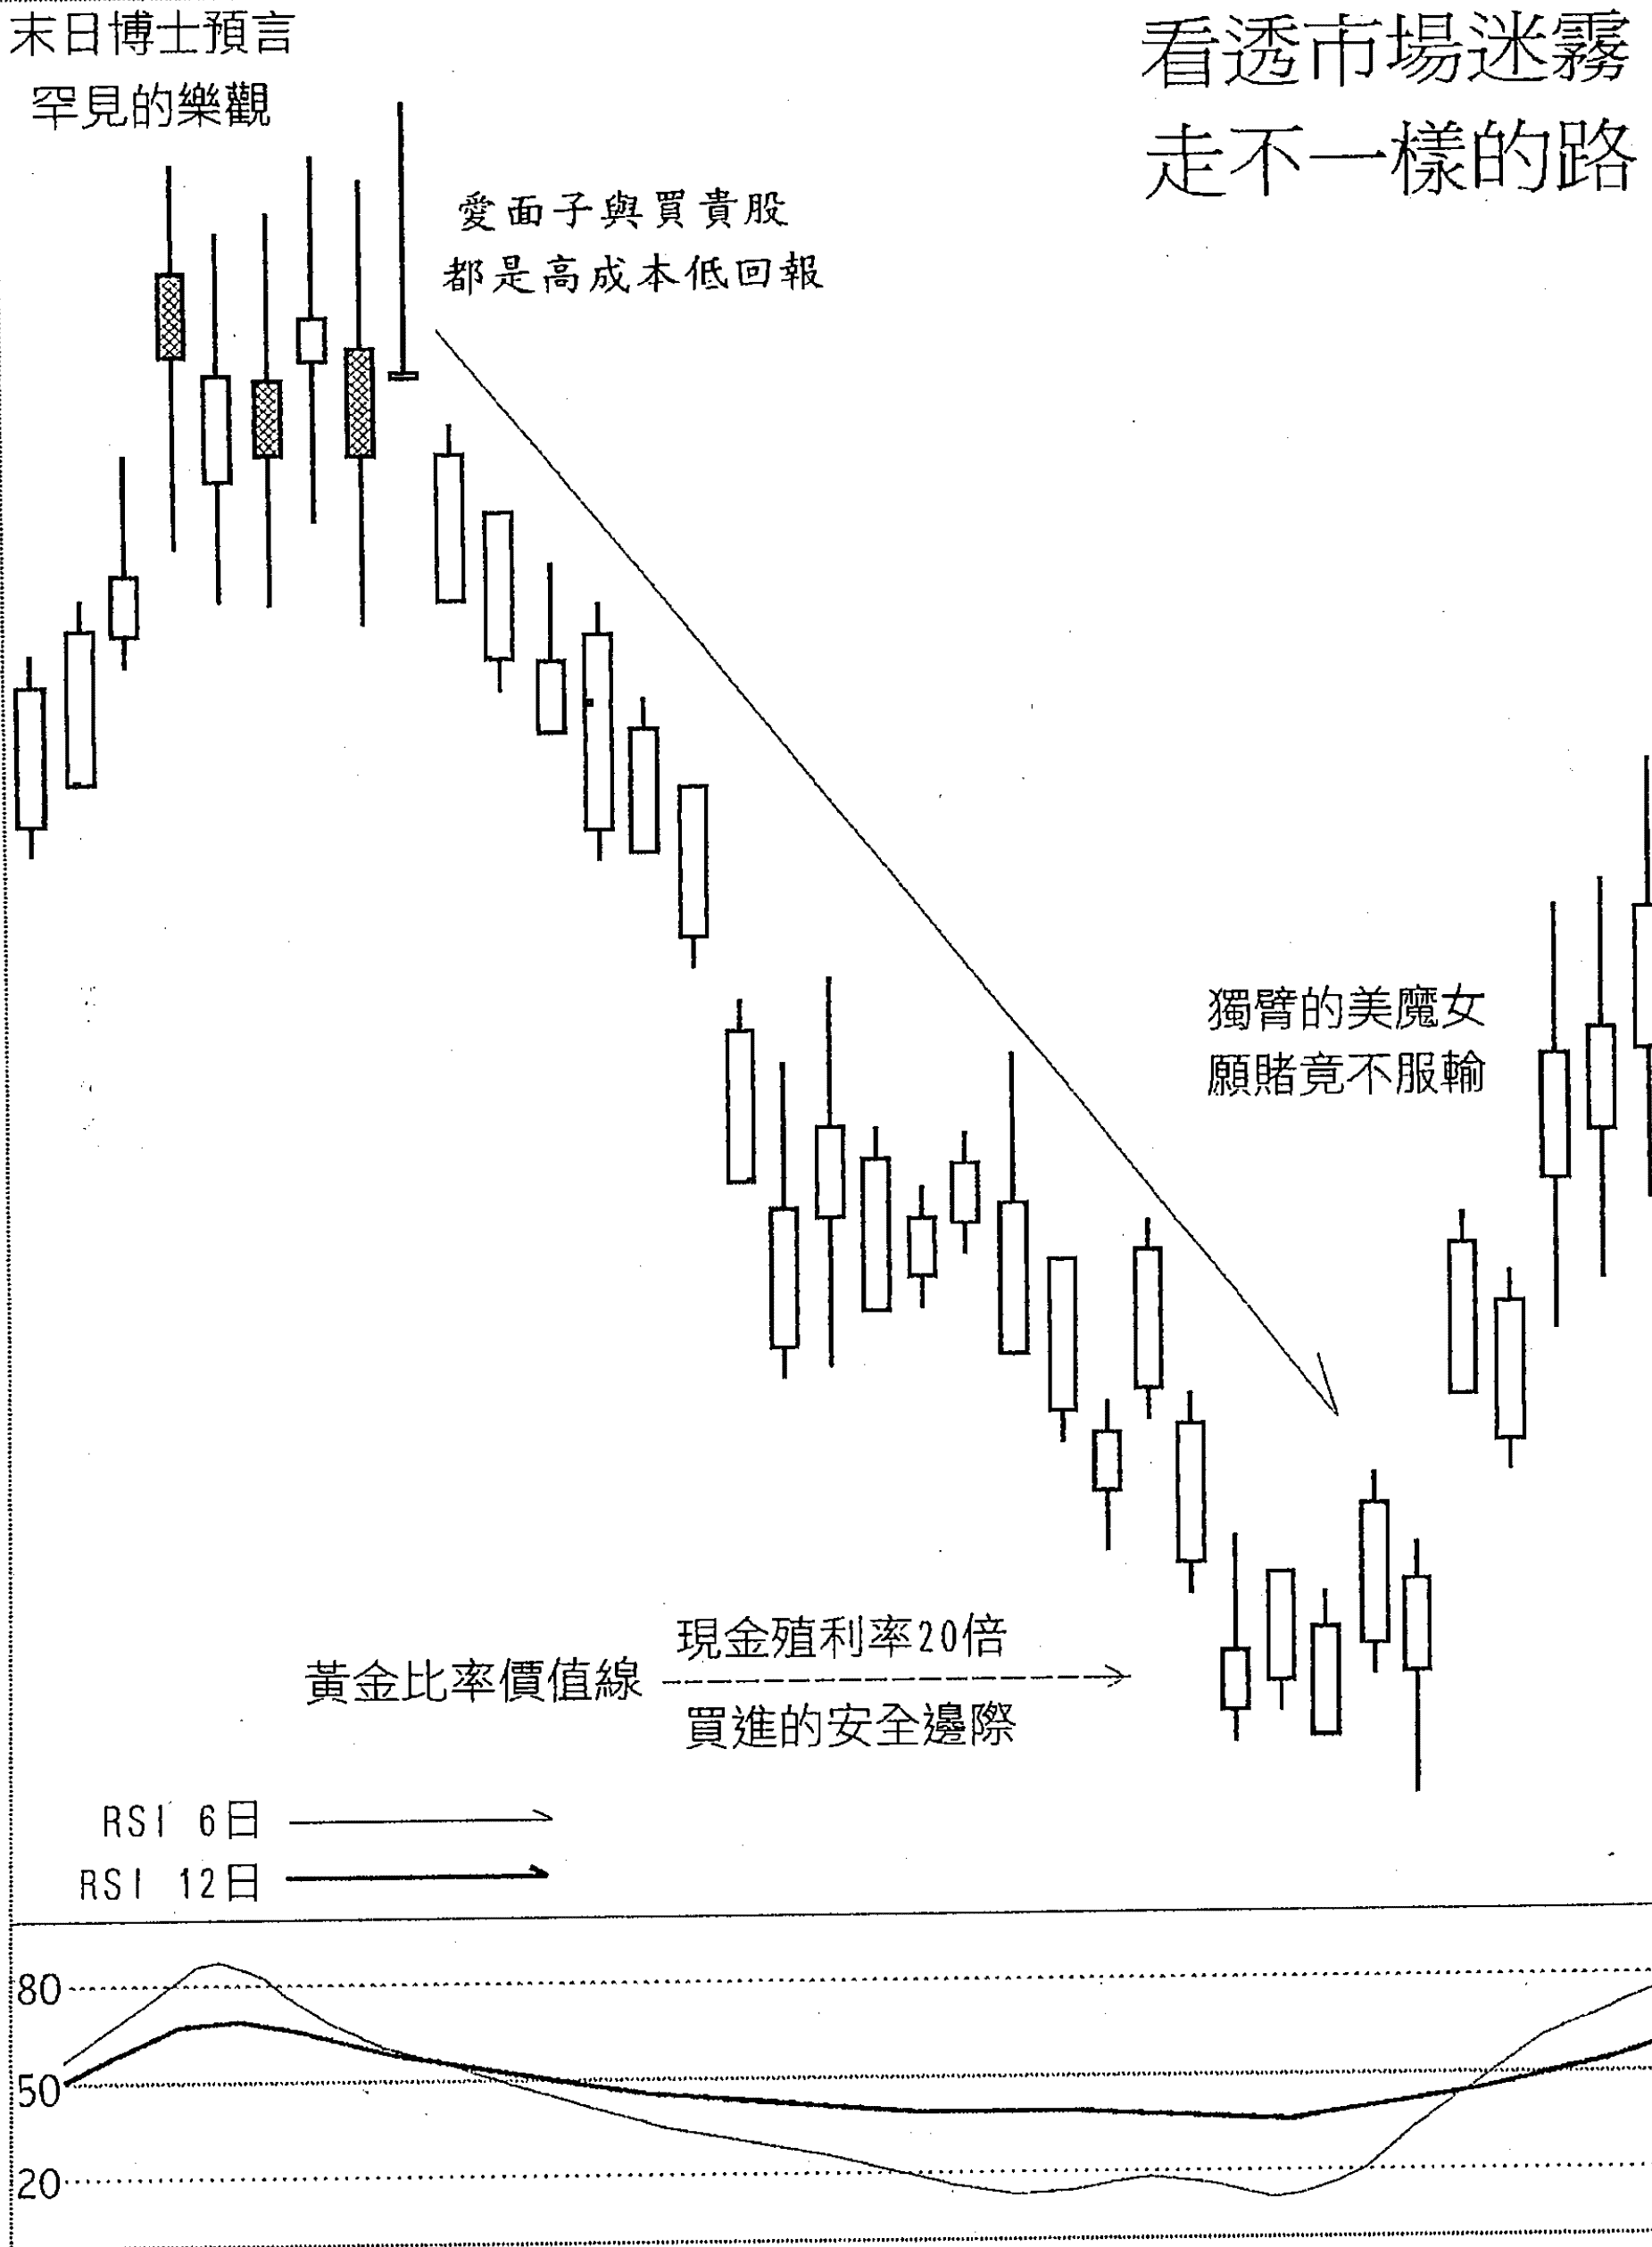 末日博士預言
罕見的樂觀
看透市場迷霧
走不一樣的路
愛面子與買貴股
都是高成本低回報
獨臂的美魔女
願賭竟不服輸
現金殖利率20倍
黃金比率價值線
買進的安全邊際
RSI 6日
RSI 12日
80
50
20